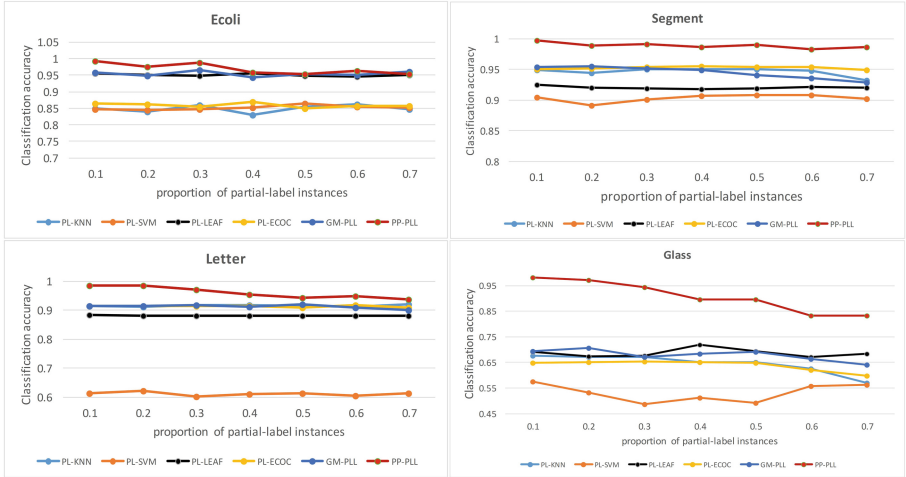 Ecoli
Classification accuracy
1.05
1
0.95
0.9
0.85
0.8
0.75
0.7
0.1 0.2 0.3 0.4 0.5 0.6 0.7
proportion of partial-label instances
PL-KNN PL-SVM PL-LEAF PL-ECOC GM-PLL PP-PLL
Segment
Classification accuracy
1
0.95
0.9
0.85
0.8
0.1 0.2 0.3 0.4 0.5 0.6 0.7
proportion of partial-label instances
PL-KNN PL-SVM PL-LEAF PL-ECOC GM-PLL PP-PLL
Letter
Classification accuracy
1
0.9
0.8
0.7
0.6
0.1 0.2 0.3 0.4 0.5 0.6 0.7
proportion of partial-label instances
PL-KNN PL-SVM PL-LEAF PL-ECOC GM-PLL PP-PLL
Glass
Classification accuracy
0.95
0.85
0.75
0.65
0.55
0.45
0.1 0.2 0.3 0.4 0.5 0.6 0.7
proportion of partial-label instances
PL-KNN PL-SVM PL-LEAF PL-ECOC GM-PLL PP-PLL